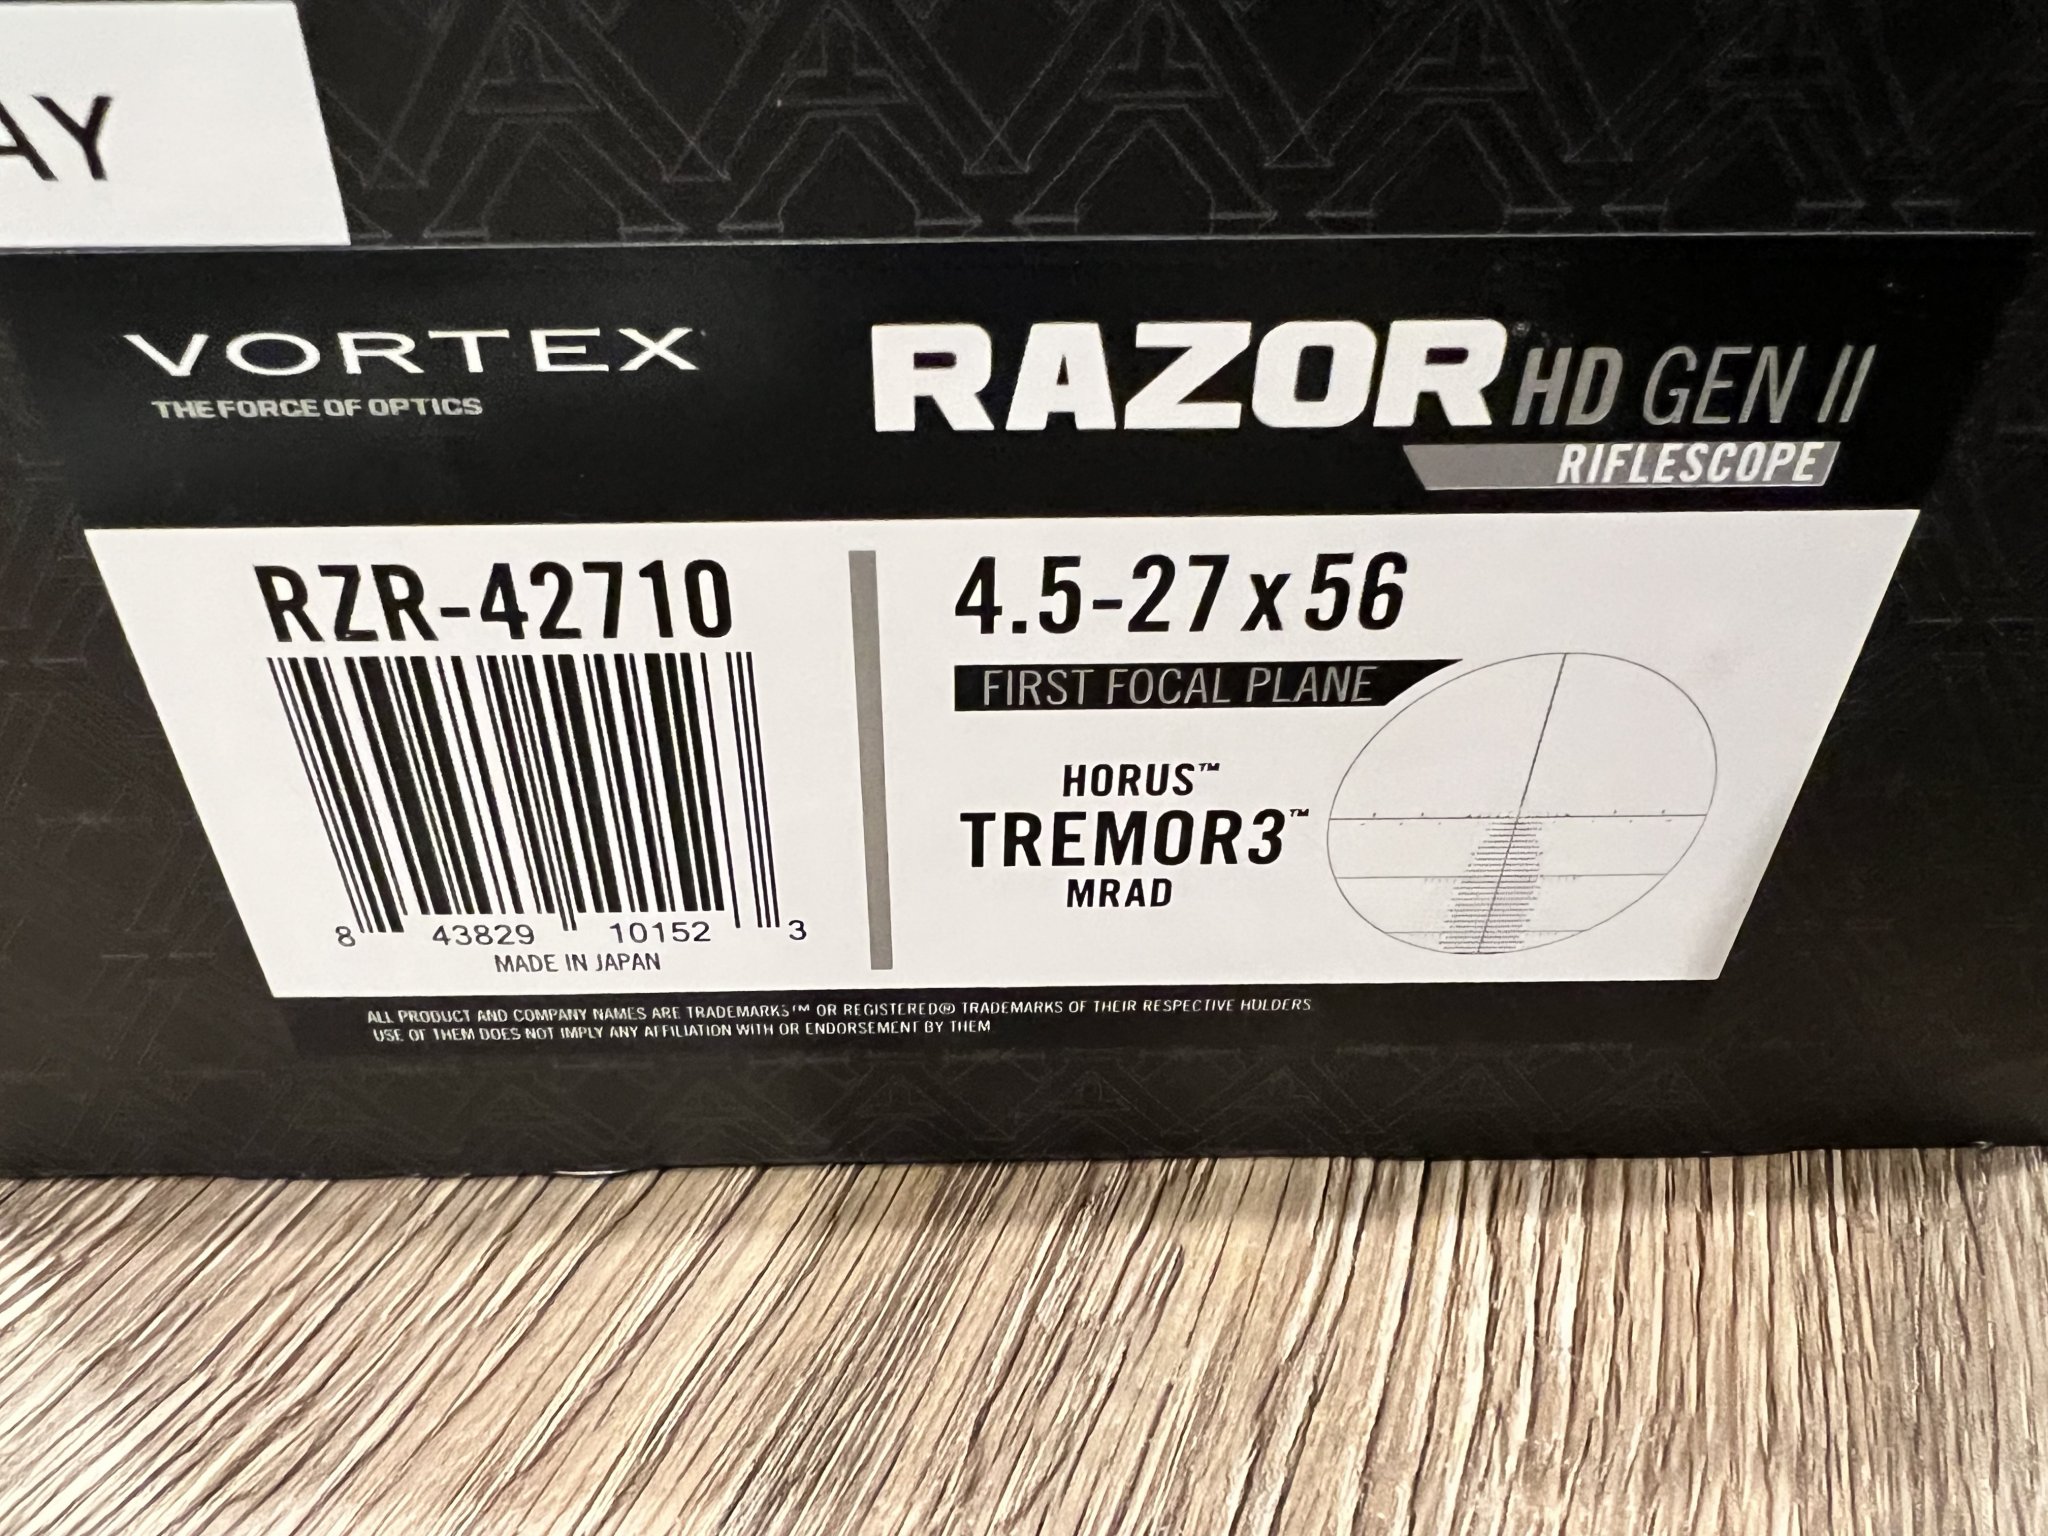 AY
VORTEX
THE FORCE OF OPTICS
RAZOR® HD GEN II
RIFLESCOPE
RZR-42710
8 43829 10152 3
MADE IN JAPAN
4.5-27x56
FIRST FOCAL PLANE
HORUS™
TREMOR3™
MRAD
ALL PRODUCT AND COMPANY NAMES ARE TRADEMARKS™ OR REGISTERED® TRADEMARKS OF THEIR RESPECTIVE HOLDERS
USE OF THEM DOES NOT IMPLY ANY AFFILIATION WITH OR ENDORSEMENT BY THEM